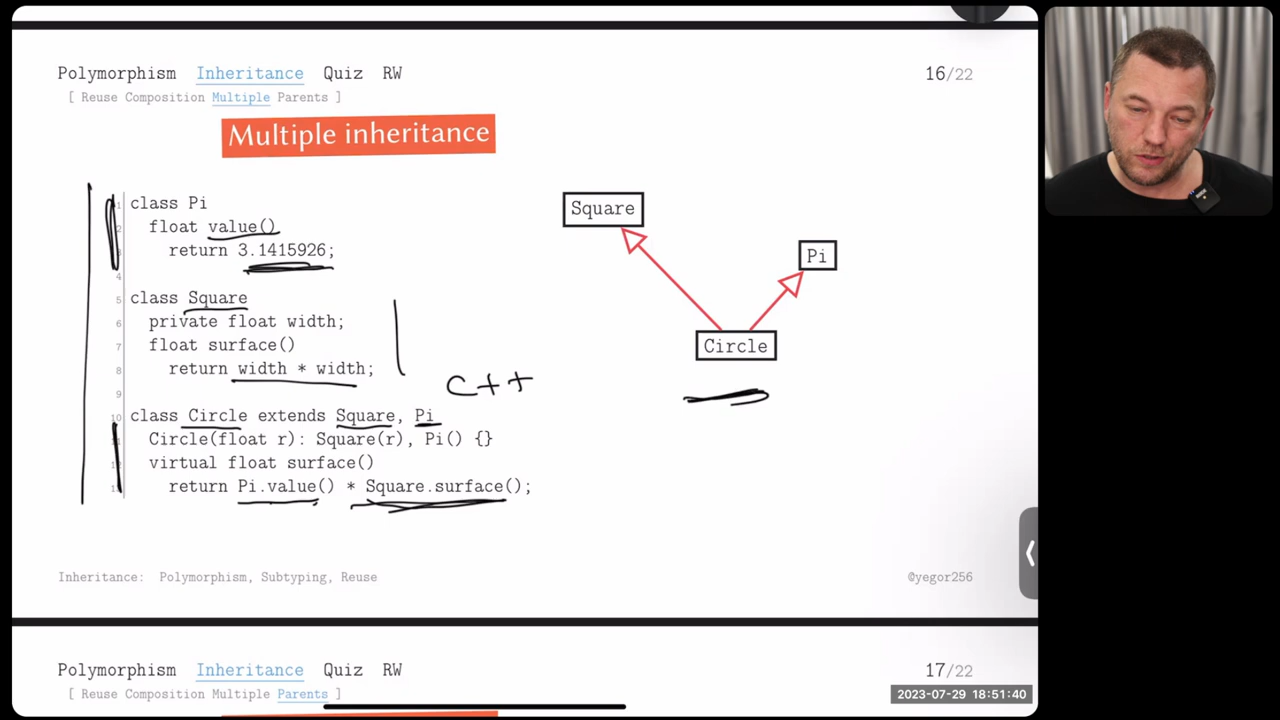 Polymorphism Inheritance Quiz RW
16/22
[ Reuse Composition Multiple Parents ]
Multiple inheritance
1 class Pi
2 float value()
return 3.1415926;
4
5 class Square
6 private float width;
7 float surface()
8 return width * width;
9
10 class Circle extends Square, Pi
Circle(float r): Square(r), Pi() {}
virtual float surface()
return Pi.value() * Square.surface();
C++
Square
Pi
Circle
Inheritance: Polymorphism, Subtyping, Reuse
@yegor256
Polymorphism Inheritance Quiz RW
17/22
[ Reuse Composition Multiple Parents ]
2023-07-29 18:51:40